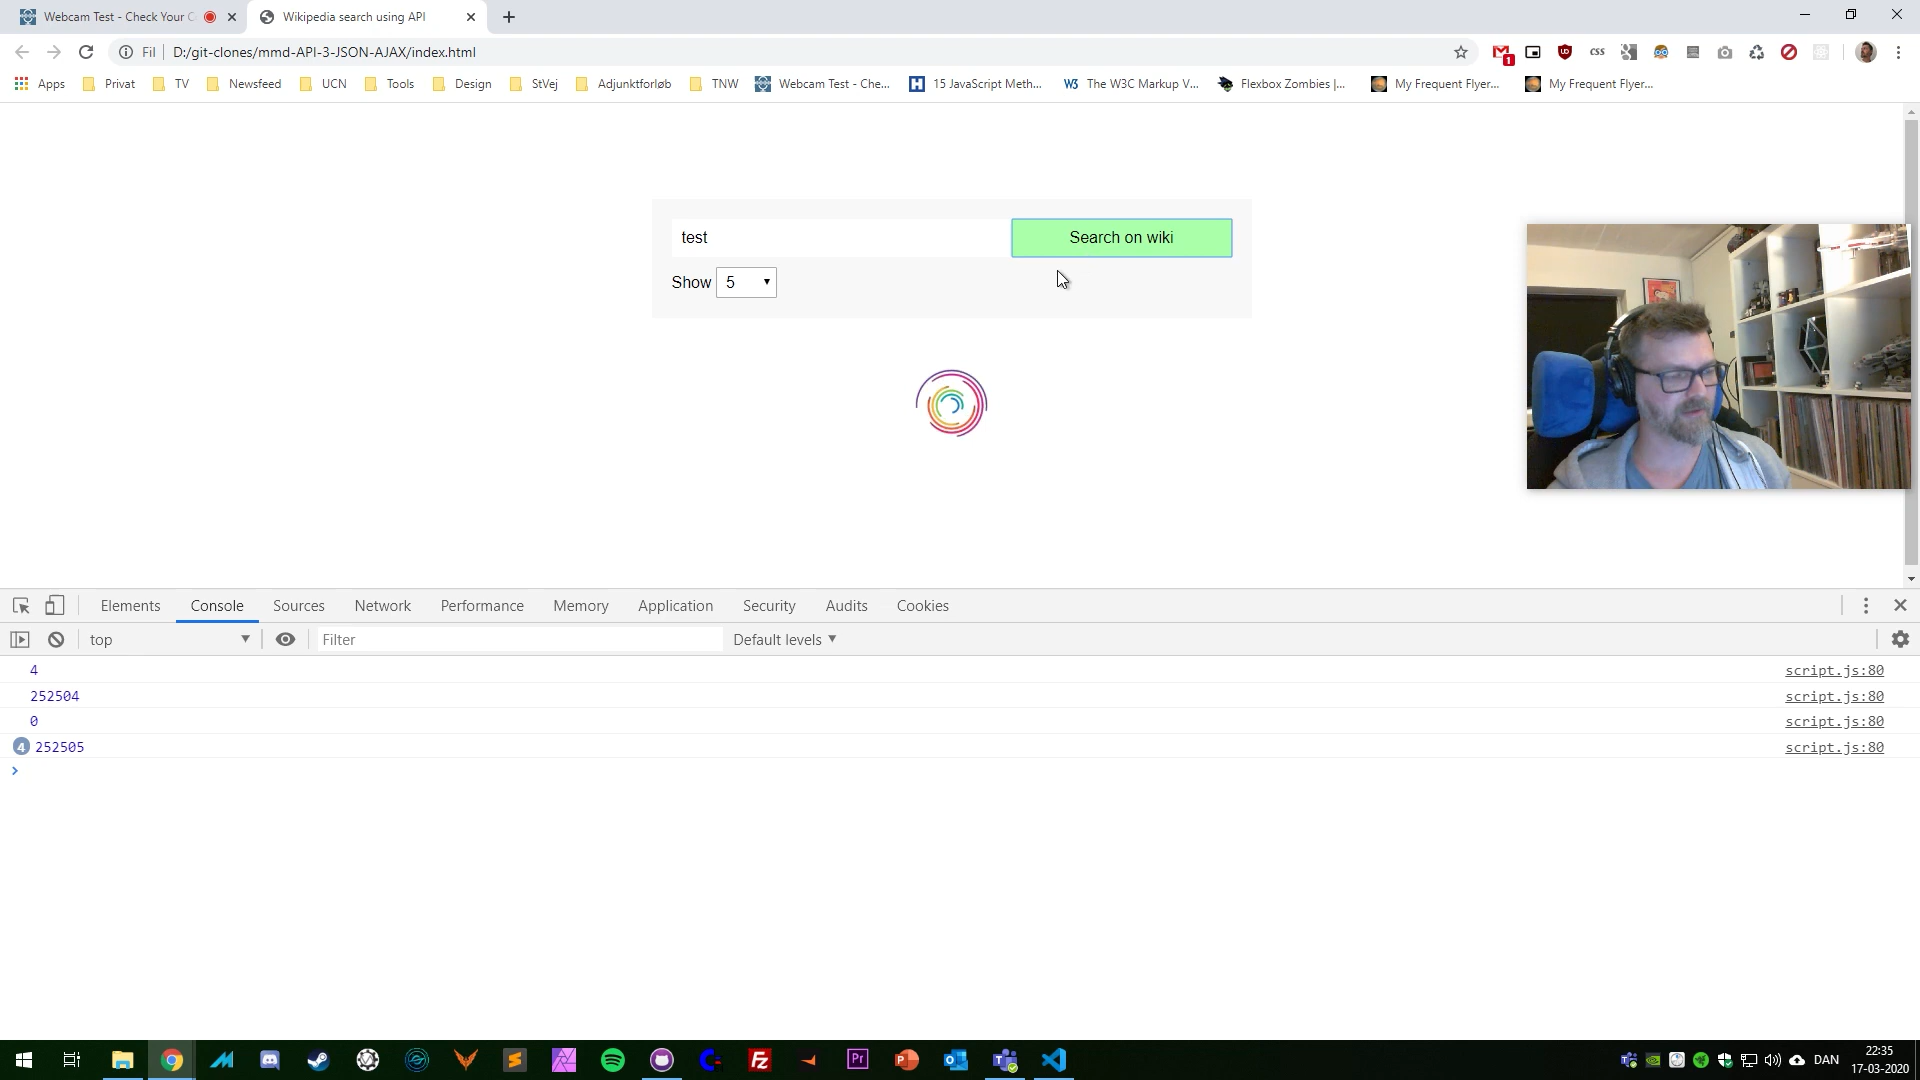 Webcam Test - Check Your C
Wikipedia search using API
Fil
D:/git-clones/mmd-API-3-JSON-AJAX/index.html
1
css
Apps
Privat
TV
Newsfeed
UCN
Tools
Design
StVej
Adjunktforløb
TNW
Webcam Test - Che...
15 JavaScript Meth...
The W3C Markup V...
Flexbox Zombies |...
My Frequent Flyer...
My Frequent Flyer...
test
Search on wiki
Show 5
Elements
Console
Sources
Network
Performance
Memory
Application
Security
Audits
Cookies
top
Filter
Default levels
4
script.js:80
252504
script.js:80
0
script.js:80
4 252505
script.js:80
DAN
22:35
17-03-2020